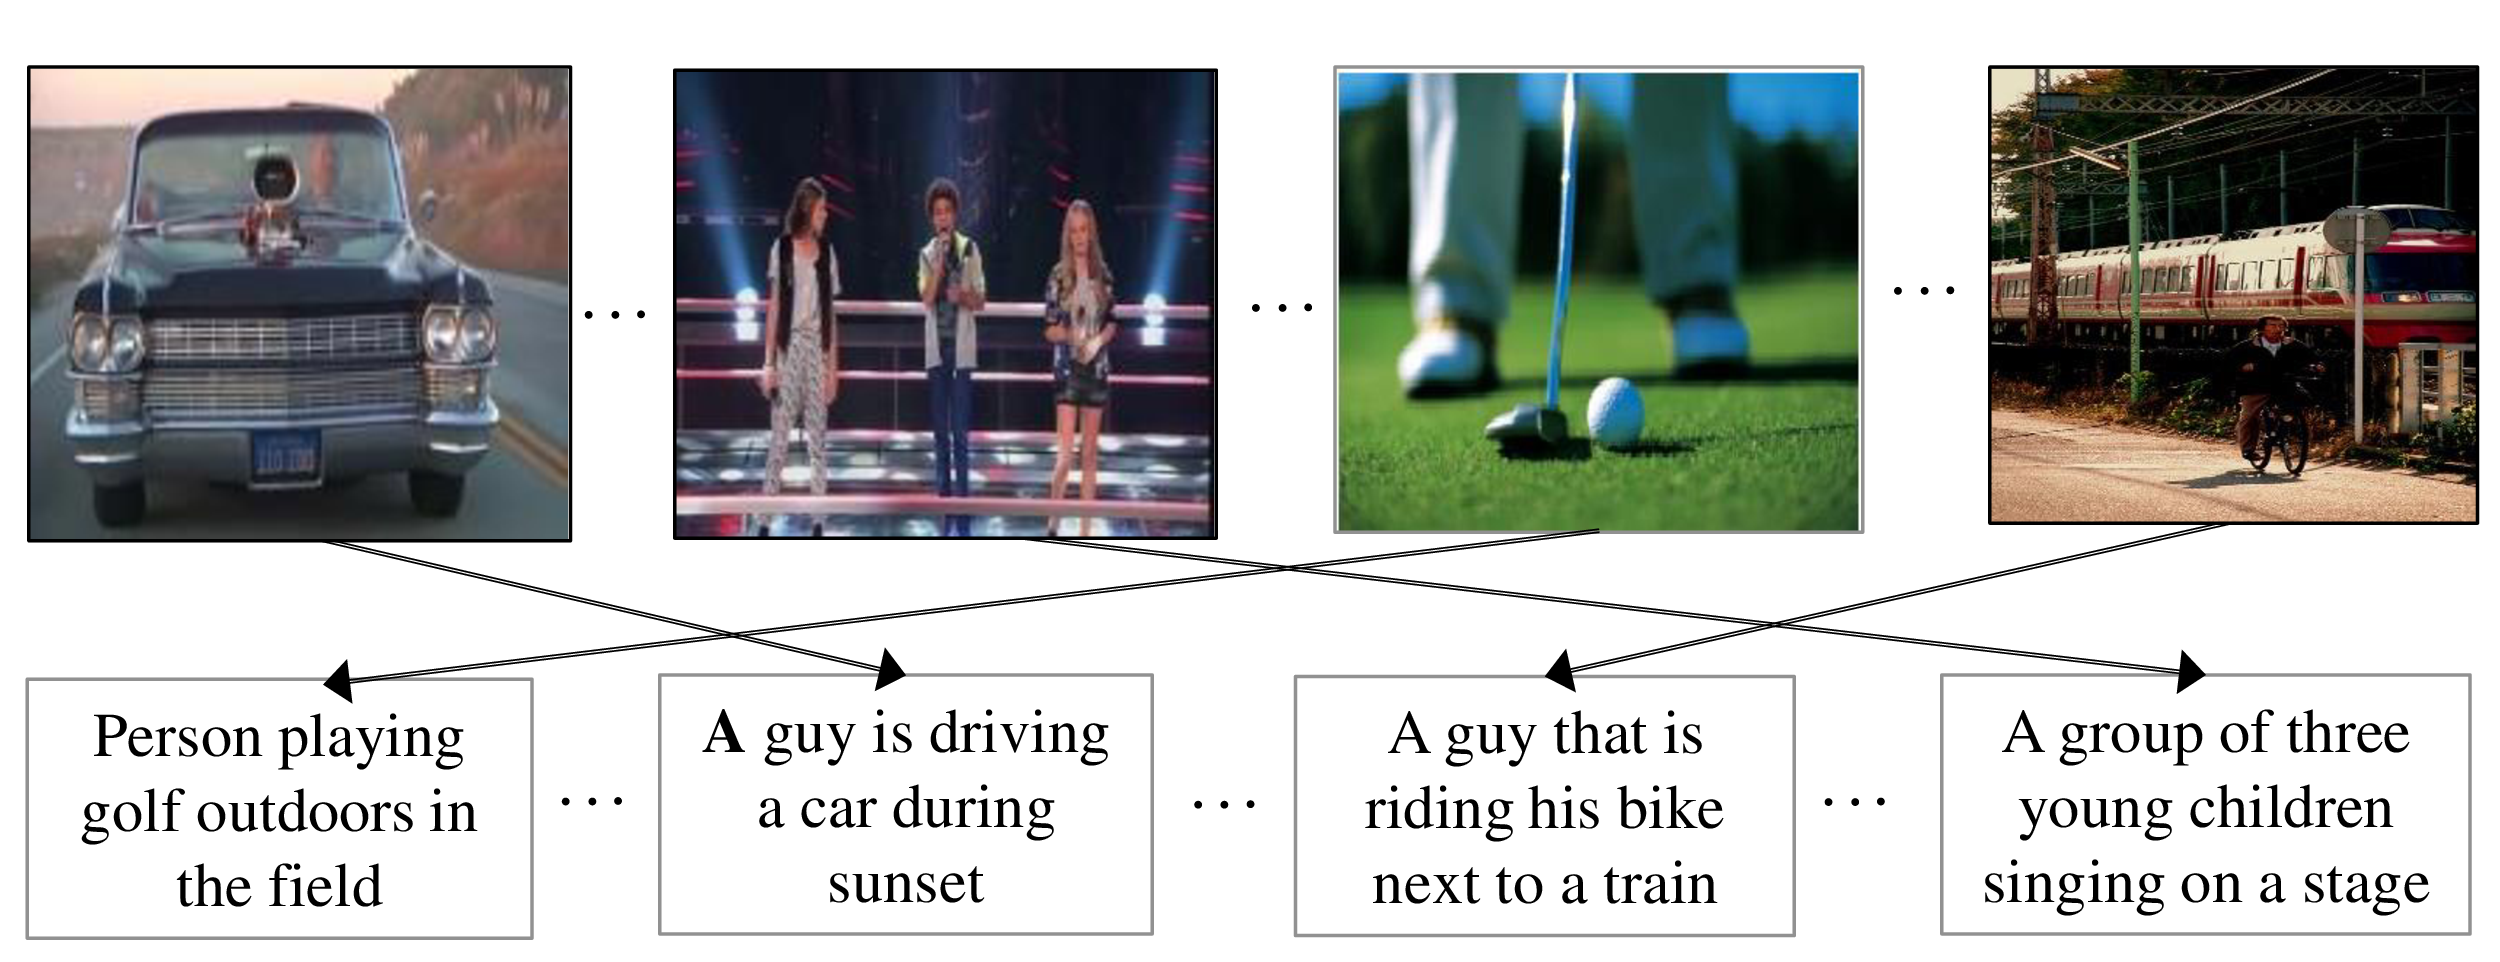 Person playing
golf outdoors in
the field
...
A guy is driving
a car during
sunset
...
A guy that is
riding his bike
next to a train
...
A group of three
young children
singing on a stage